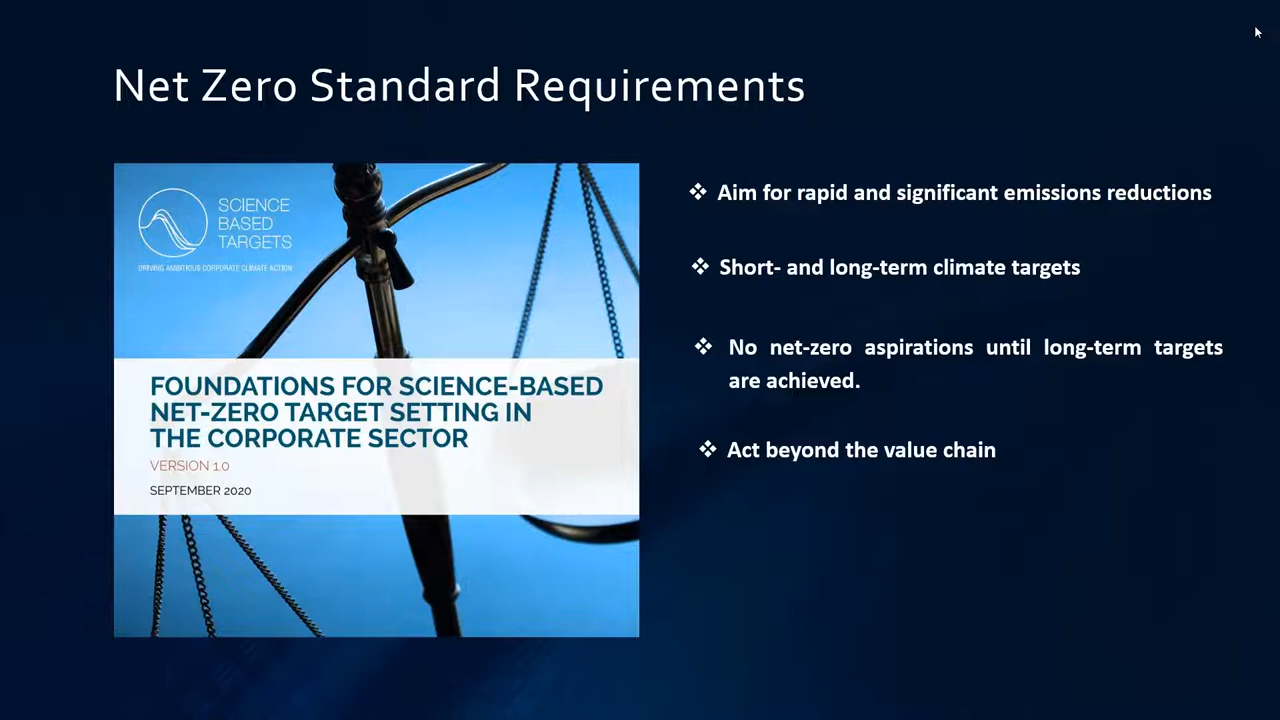 Net Zero Standard Requirements
SCIENCE
BASED
TARGETS
DRIVING AMBITIOUS CORPORATE CLIMATE ACTION
FOUNDATIONS FOR SCIENCE-BASED
NET-ZERO TARGET SETTING IN
THE CORPORATE SECTOR
VERSION 1.0
SEPTEMBER 2020
❖ Aim for rapid and significant emissions reductions
❖ Short- and long-term climate targets
❖ No net-zero aspirations until long-term targets
are achieved.
❖ Act beyond the value chain